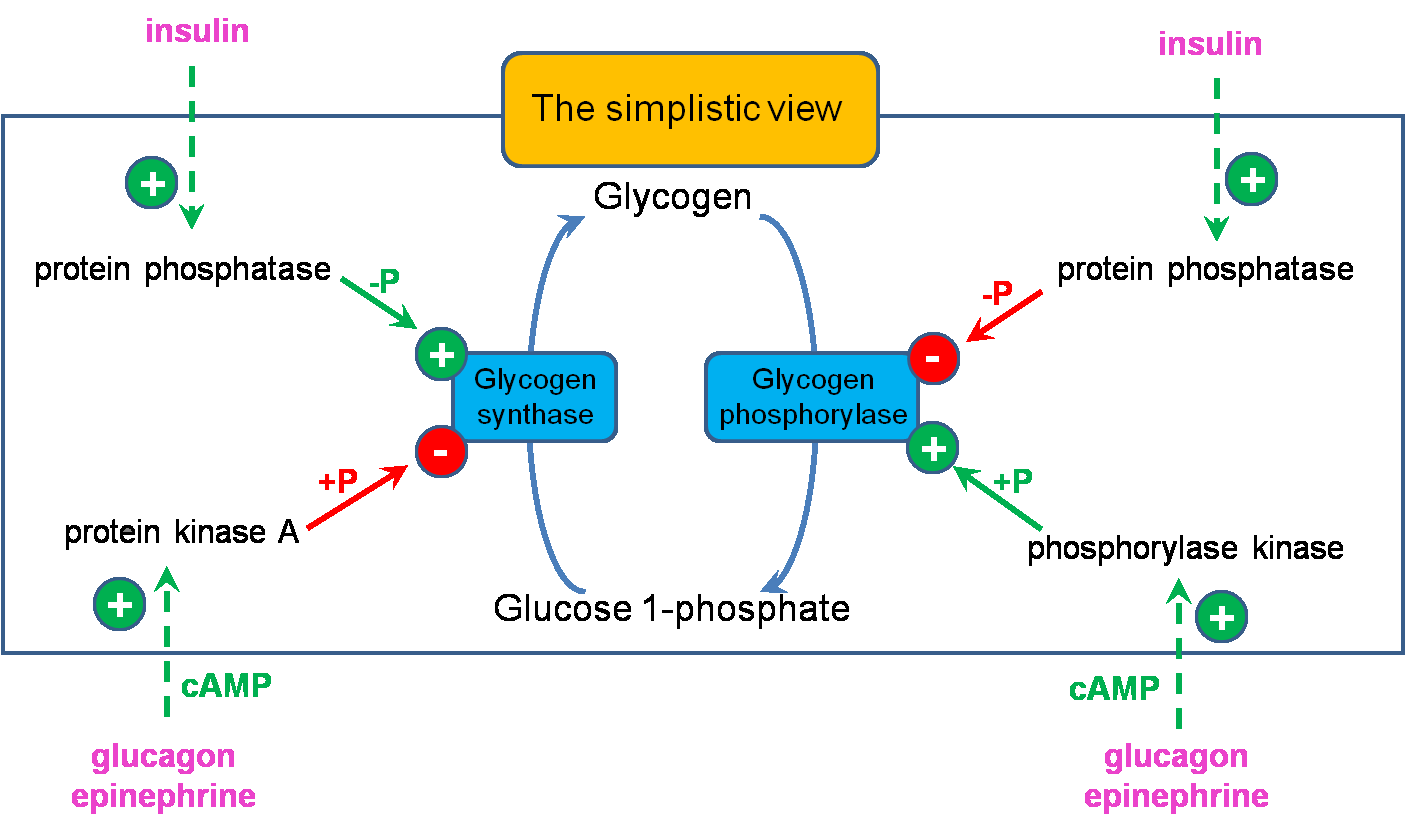 insulin
insulin
The simplistic view
+
+
Glycogen
protein phosphatase
protein phosphatase
-P
-P
+
-
Glycogen
synthase
Glycogen
phosphorylase
-
+
+P
+P
protein kinase A
phosphorylase kinase
+
+
Glucose 1-phosphate
cAMP
cAMP
glucagon
epinephrine
glucagon
epinephrine